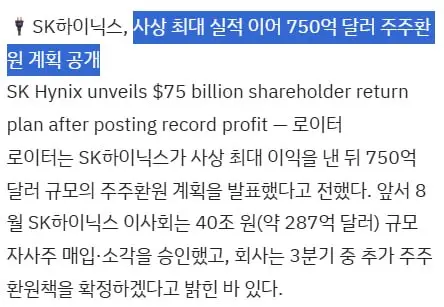 SK하이닉스, 사상 최대 실적 이어 750억 달러 주주환
원 계획 공개
SK Hynix unveils $75 billion shareholder return
plan after posting record profit — 로이터
로이터는 SK하이닉스가 사상 최대 이익을 낸 뒤 750억
달러 규모의 주주환원 계획을 발표했다고 전했다. 앞서 8
월 SK하이닉스 이사회는 40조 원(약 287억 달러) 규모
자사주 매입·소각을 승인했고, 회사는 3분기 중 추가 주주
환원책을 확정하겠다고 밝힌 바 있다.